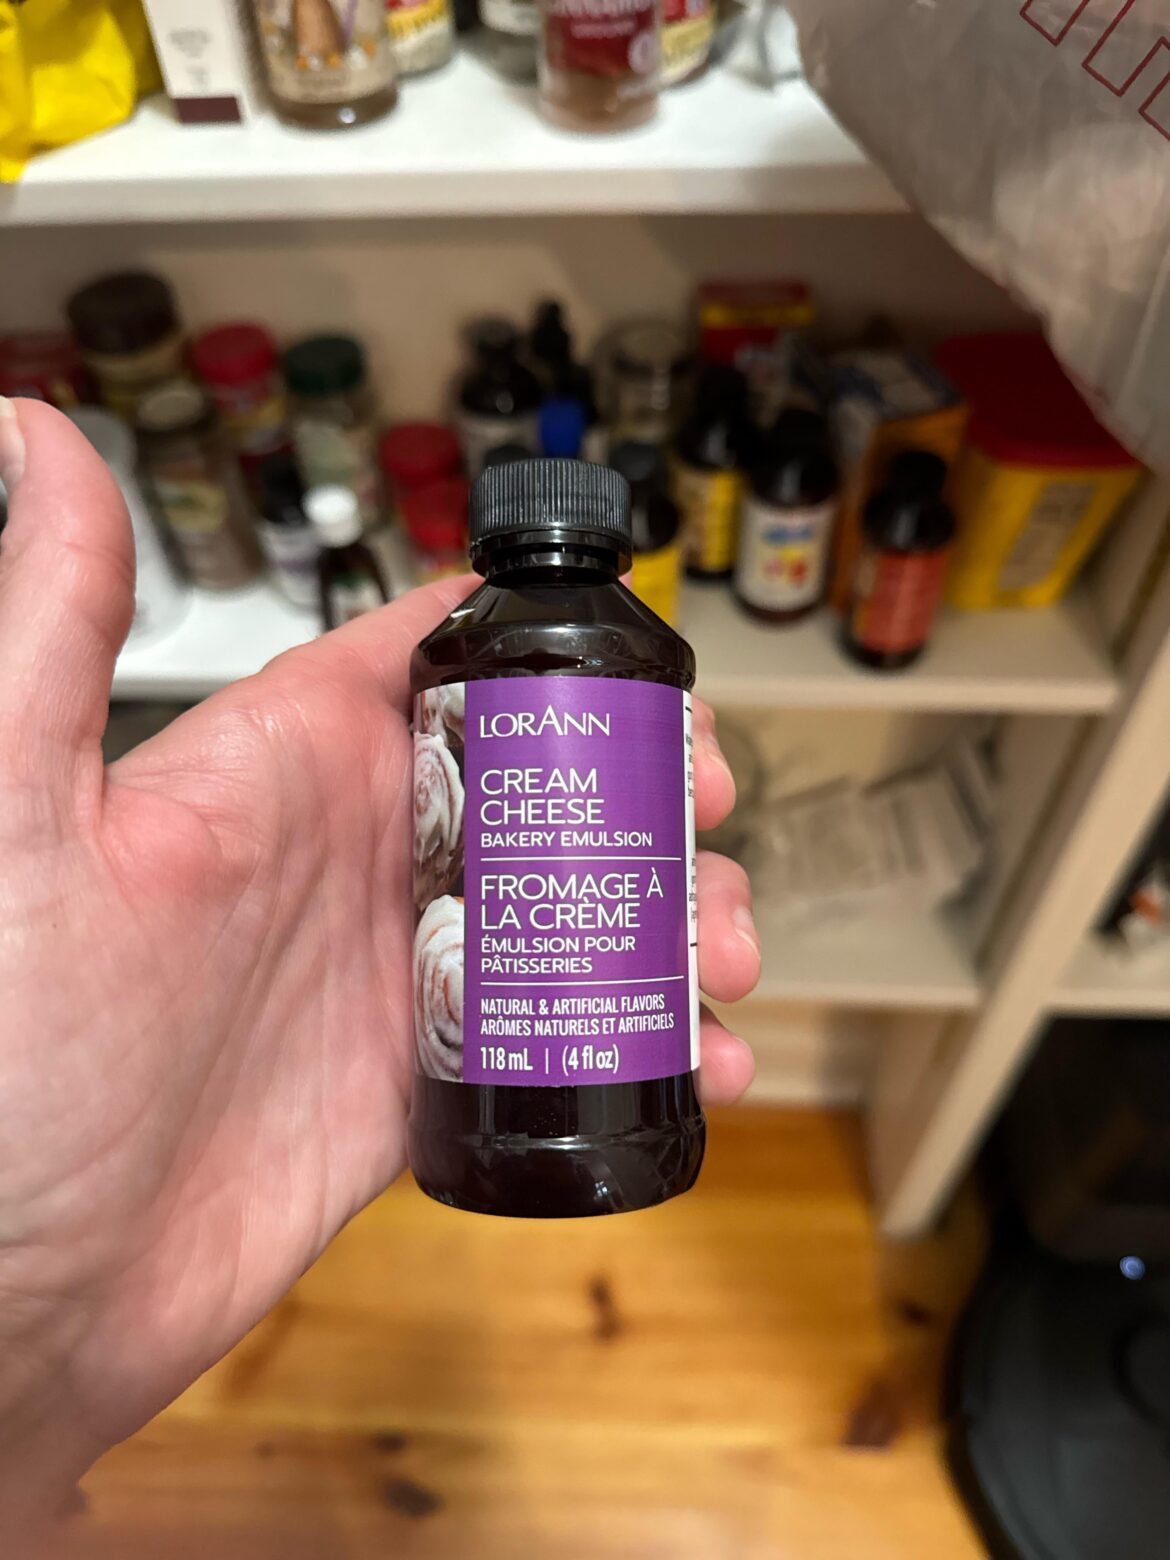 LORANN
CREAM
CHEESE
BAKERY EMULSION
FROMAGE À
LA CRÈME
ÉMULSION POUR
PÂTISSERIES
NATURAL & ARTIFICIAL FLAVORS
ARÔMES NATURELS ET ARTIFICIELS
118 mL | (4 fl oz)